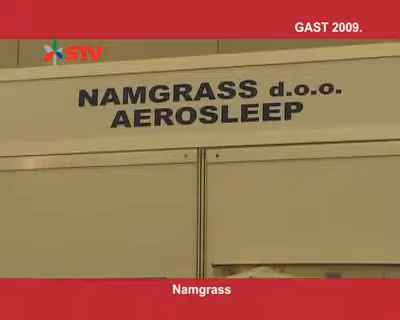 GAST 2009.
STV
NAMGRASS d.o.o.
AEROSLEEP
Namgrass